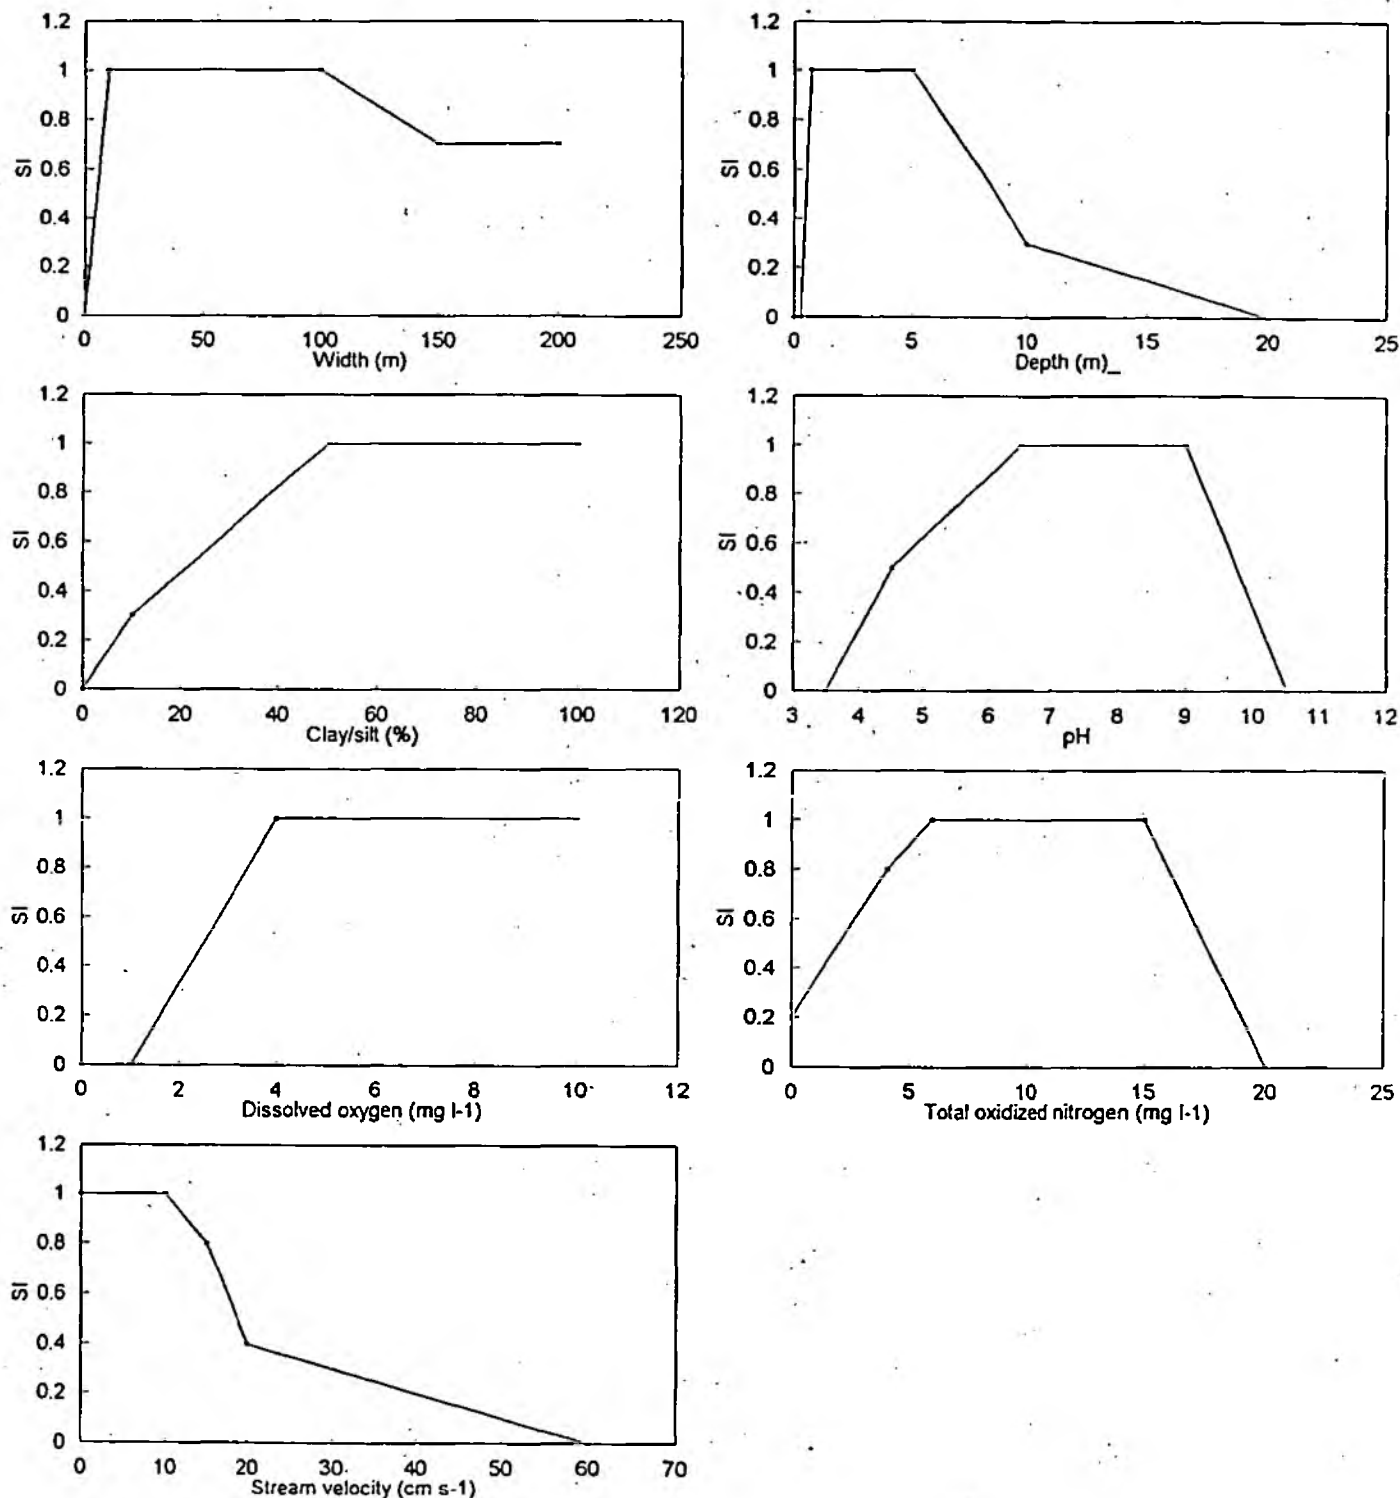 1.2
1
0.8
SI 0.6
0.4
0.2
0
0 50 100 150 200 250
Width (m)
1.2
1
0.8
SI 0.6
0.4
0.2
0
0 5 10 15 20 25
Depth (m)_
1.2
1
0.8
SI 0.6
0.4
0.2
0
0 20 40 60 80 100 120
Clay/silt (%)
1.2
1
0.8
SI 0.6
0.4
0.2
0
3 4 5 6 7 8 9 10 11 12
pH
1.2
1
0.8
SI 0.6
0.4
0.2
0
0 2 4 6 8 10 12
Dissolved oxygen (mg l-1)
1.2
1
0.8
SI 0.6
0.4
0.2
0
0 5 10 15 20 25
Total oxidized nitrogen (mg l-1)
1.2
1
0.8
SI 0.6
0.4
0.2
0
0 10 20 30 40 50 60 70
Stream velocity (cm s-1)